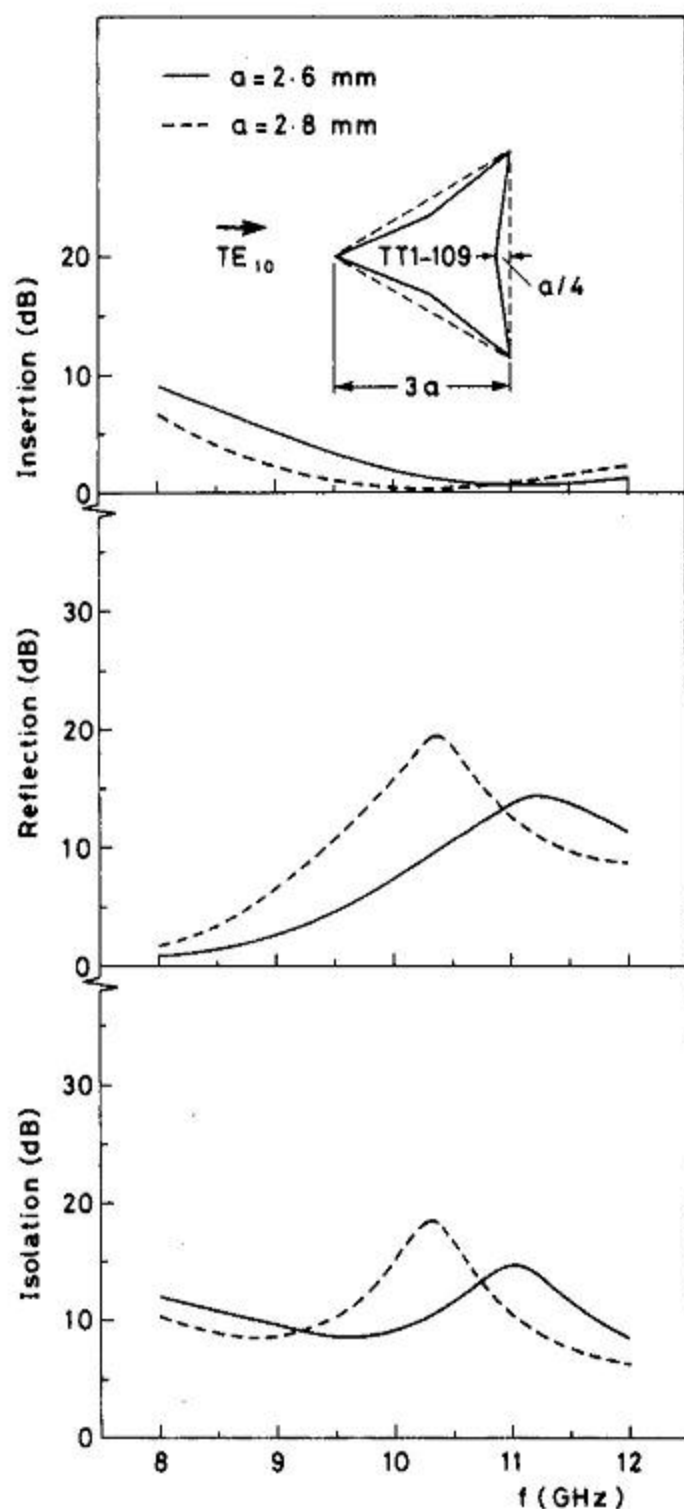 a = 2·6 mm
a = 2·8 mm
TE₁₀
TT1-109
a/4
3a
Insertion (dB)
20
10
0
Reflection (dB)
30
20
10
0
Isolation (dB)
30
20
10
0
8 9 10 11 12
f (GHz)